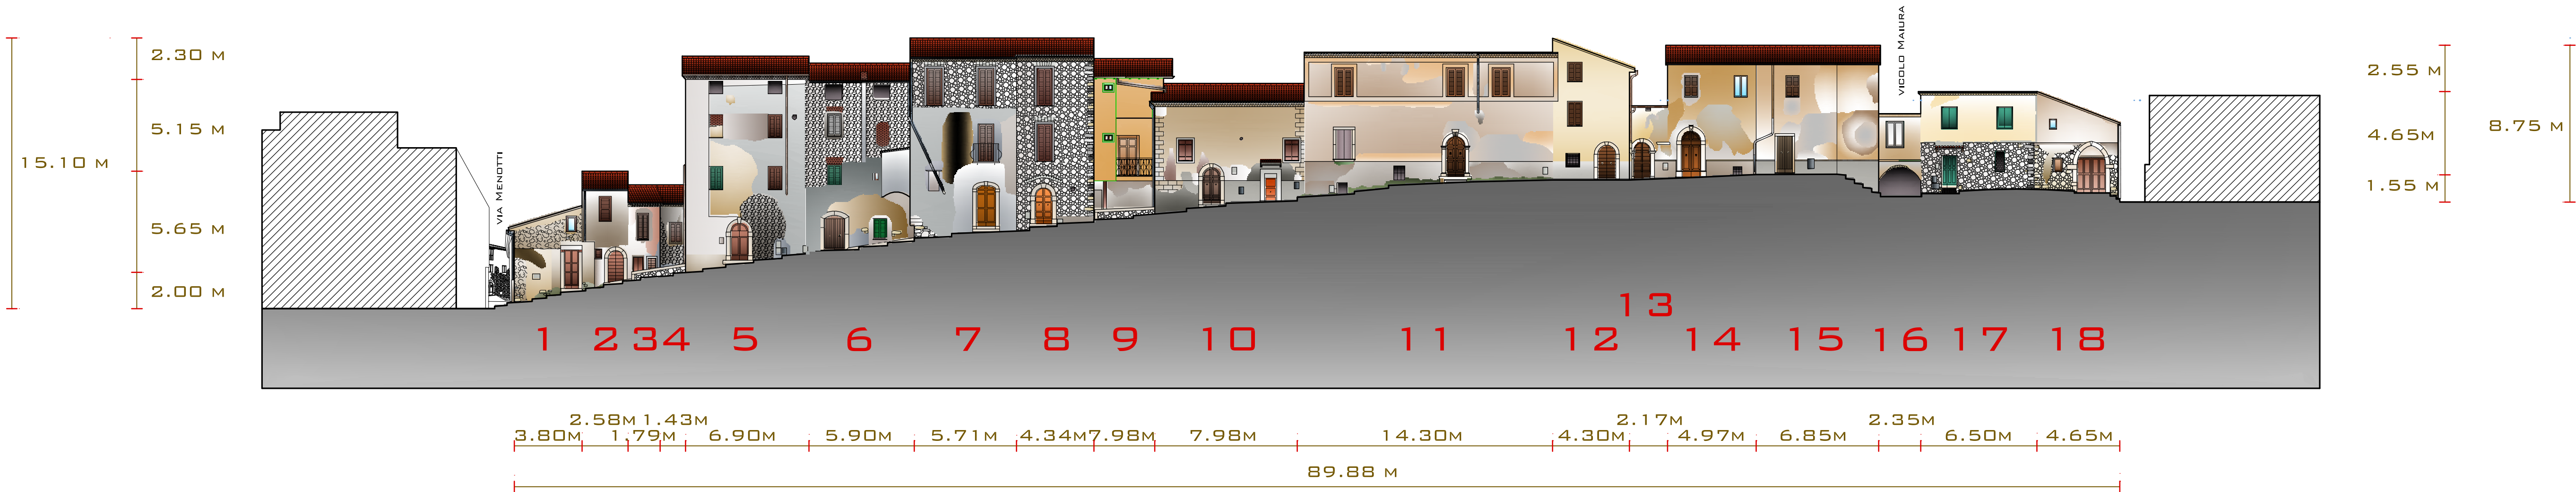 VICOLO MAIURA
2.30 M
2.55 M
5.15 M
8.75 M
4.65M
15.10 M
VIA MENOTTI
1.55 M
5.65 M
2.00 M
13
1 2 3 4 5 6 7 8 9 10 11 12 14 15 16 17 18
2.58M 1.43M 2.17M 2.35M
3.80M 1.79M 6.90M 5.90M 5.71M 4.34M 7.98M 7.98M 14.30M 4.30M 4.97M 6.85M 6.50M 4.65M
89.88 M